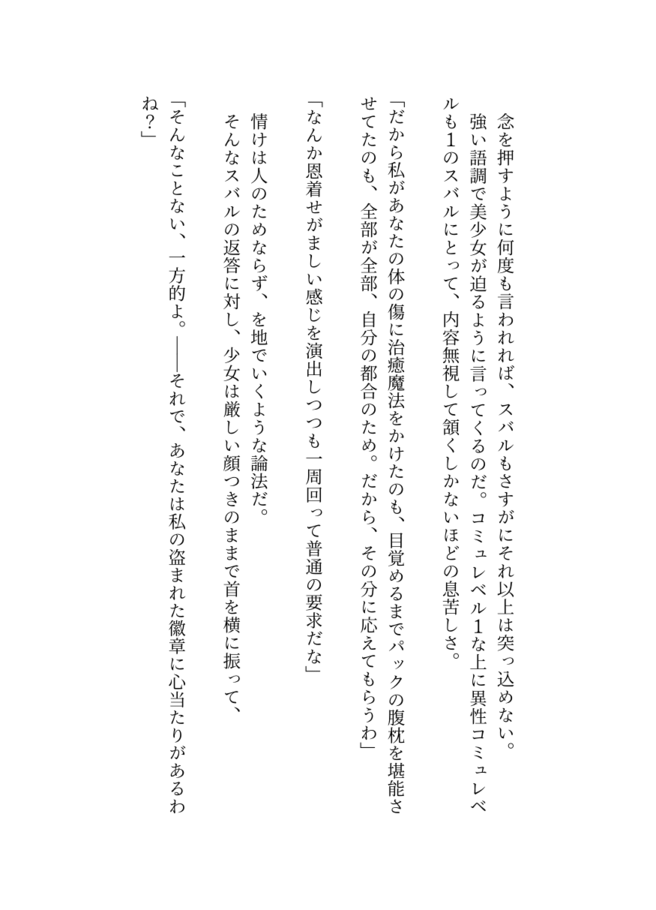 念を押すように何度も言われれば、スバルもさすがにそれ以上は突っ込めない。
強い語調で美少女が迫るように言ってくるのだ。コミュレベル１な上に異性コミュレベ
ルも１のスバルにとって、内容無視して頷くしかないほどの息苦しさ。
「だから私があなたの体の傷に治癒魔法をかけたのも、目覚めるまでパックの腹枕を堪能さ
せてたのも、全部が全部、自分の都合のため。だから、その分に応えてもらうわ」
「なんか恩着せがましい感じを演出しつつも一周回って普通の要求だな」
情けは人のためならず、を地でいくような論法だ。
そんなスバルの返答に対し、少女は厳しい顔つきのままで首を横に振って、
「そんなことない、一方的よ。――それで、あなたは私の盗まれた徽章に心当たりがあるわ
ね？」